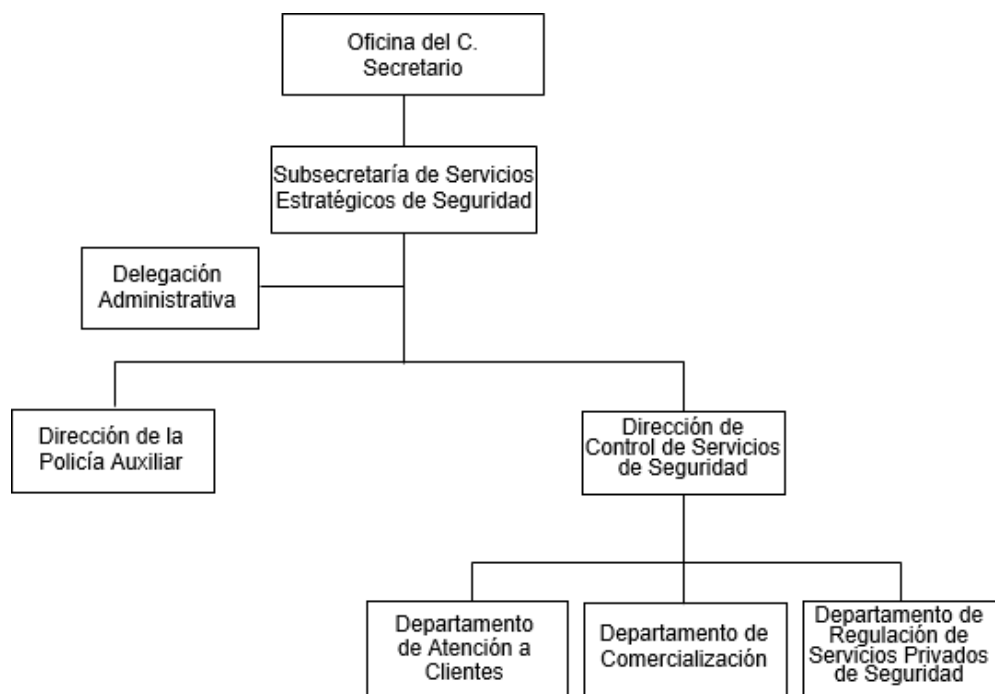 Oficina del C.
Secretario
Subsecretaría de Servicios
Estratégicos de Seguridad
Delegación
Administrativa
Dirección de la
Policía Auxiliar
Dirección de
Control de Servicios
de Seguridad
Departamento
de Atención a
Clientes
Departamento de
Comercialización
Departamento de
Regulación de
Servicios Privados
de Seguridad